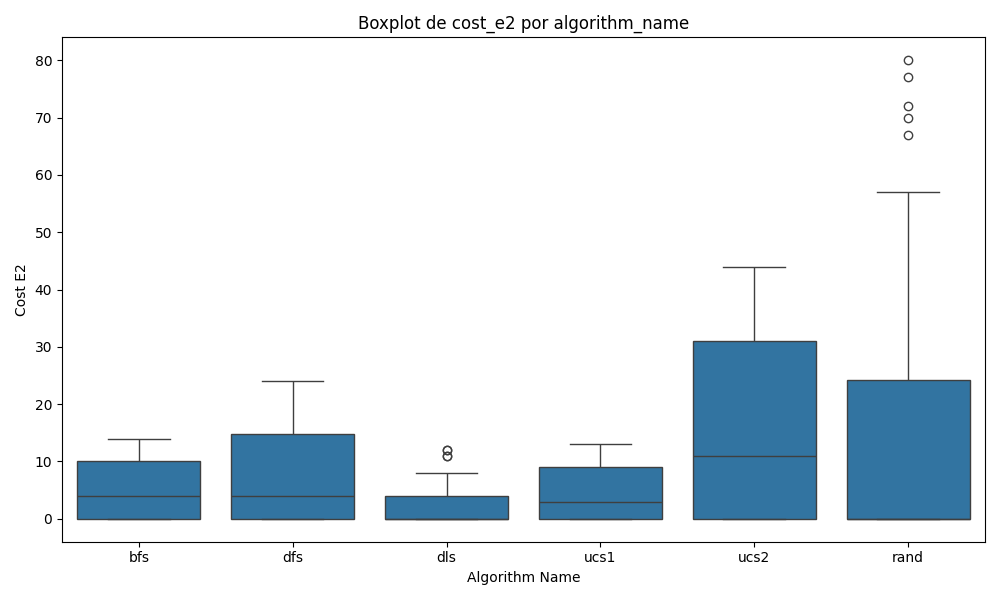 Boxplot de cost_e2 por algorithm_name
80
70
60
50
40
30
20
10
0
Cost E2
bfs dfs dls ucs1 ucs2 rand
Algorithm Name